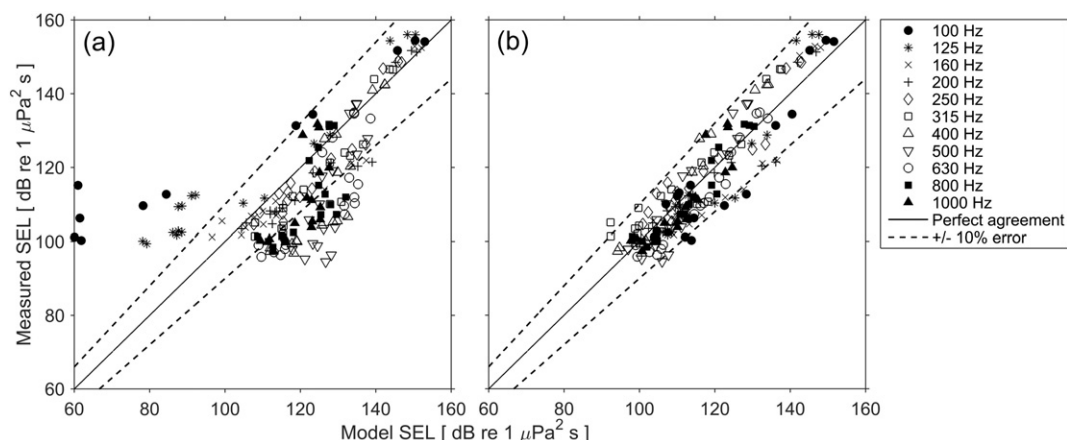 (a)
(b)
Measured SEL [ dB re 1 μPa² s ]
160
140
120
100
80
60
60 80 100 120 140 160
60 80 100 120 140 160
Model SEL [ dB re 1 μPa² s ]
100 Hz
125 Hz
160 Hz
200 Hz
250 Hz
315 Hz
400 Hz
500 Hz
630 Hz
800 Hz
1000 Hz
Perfect agreement
+/- 10% error